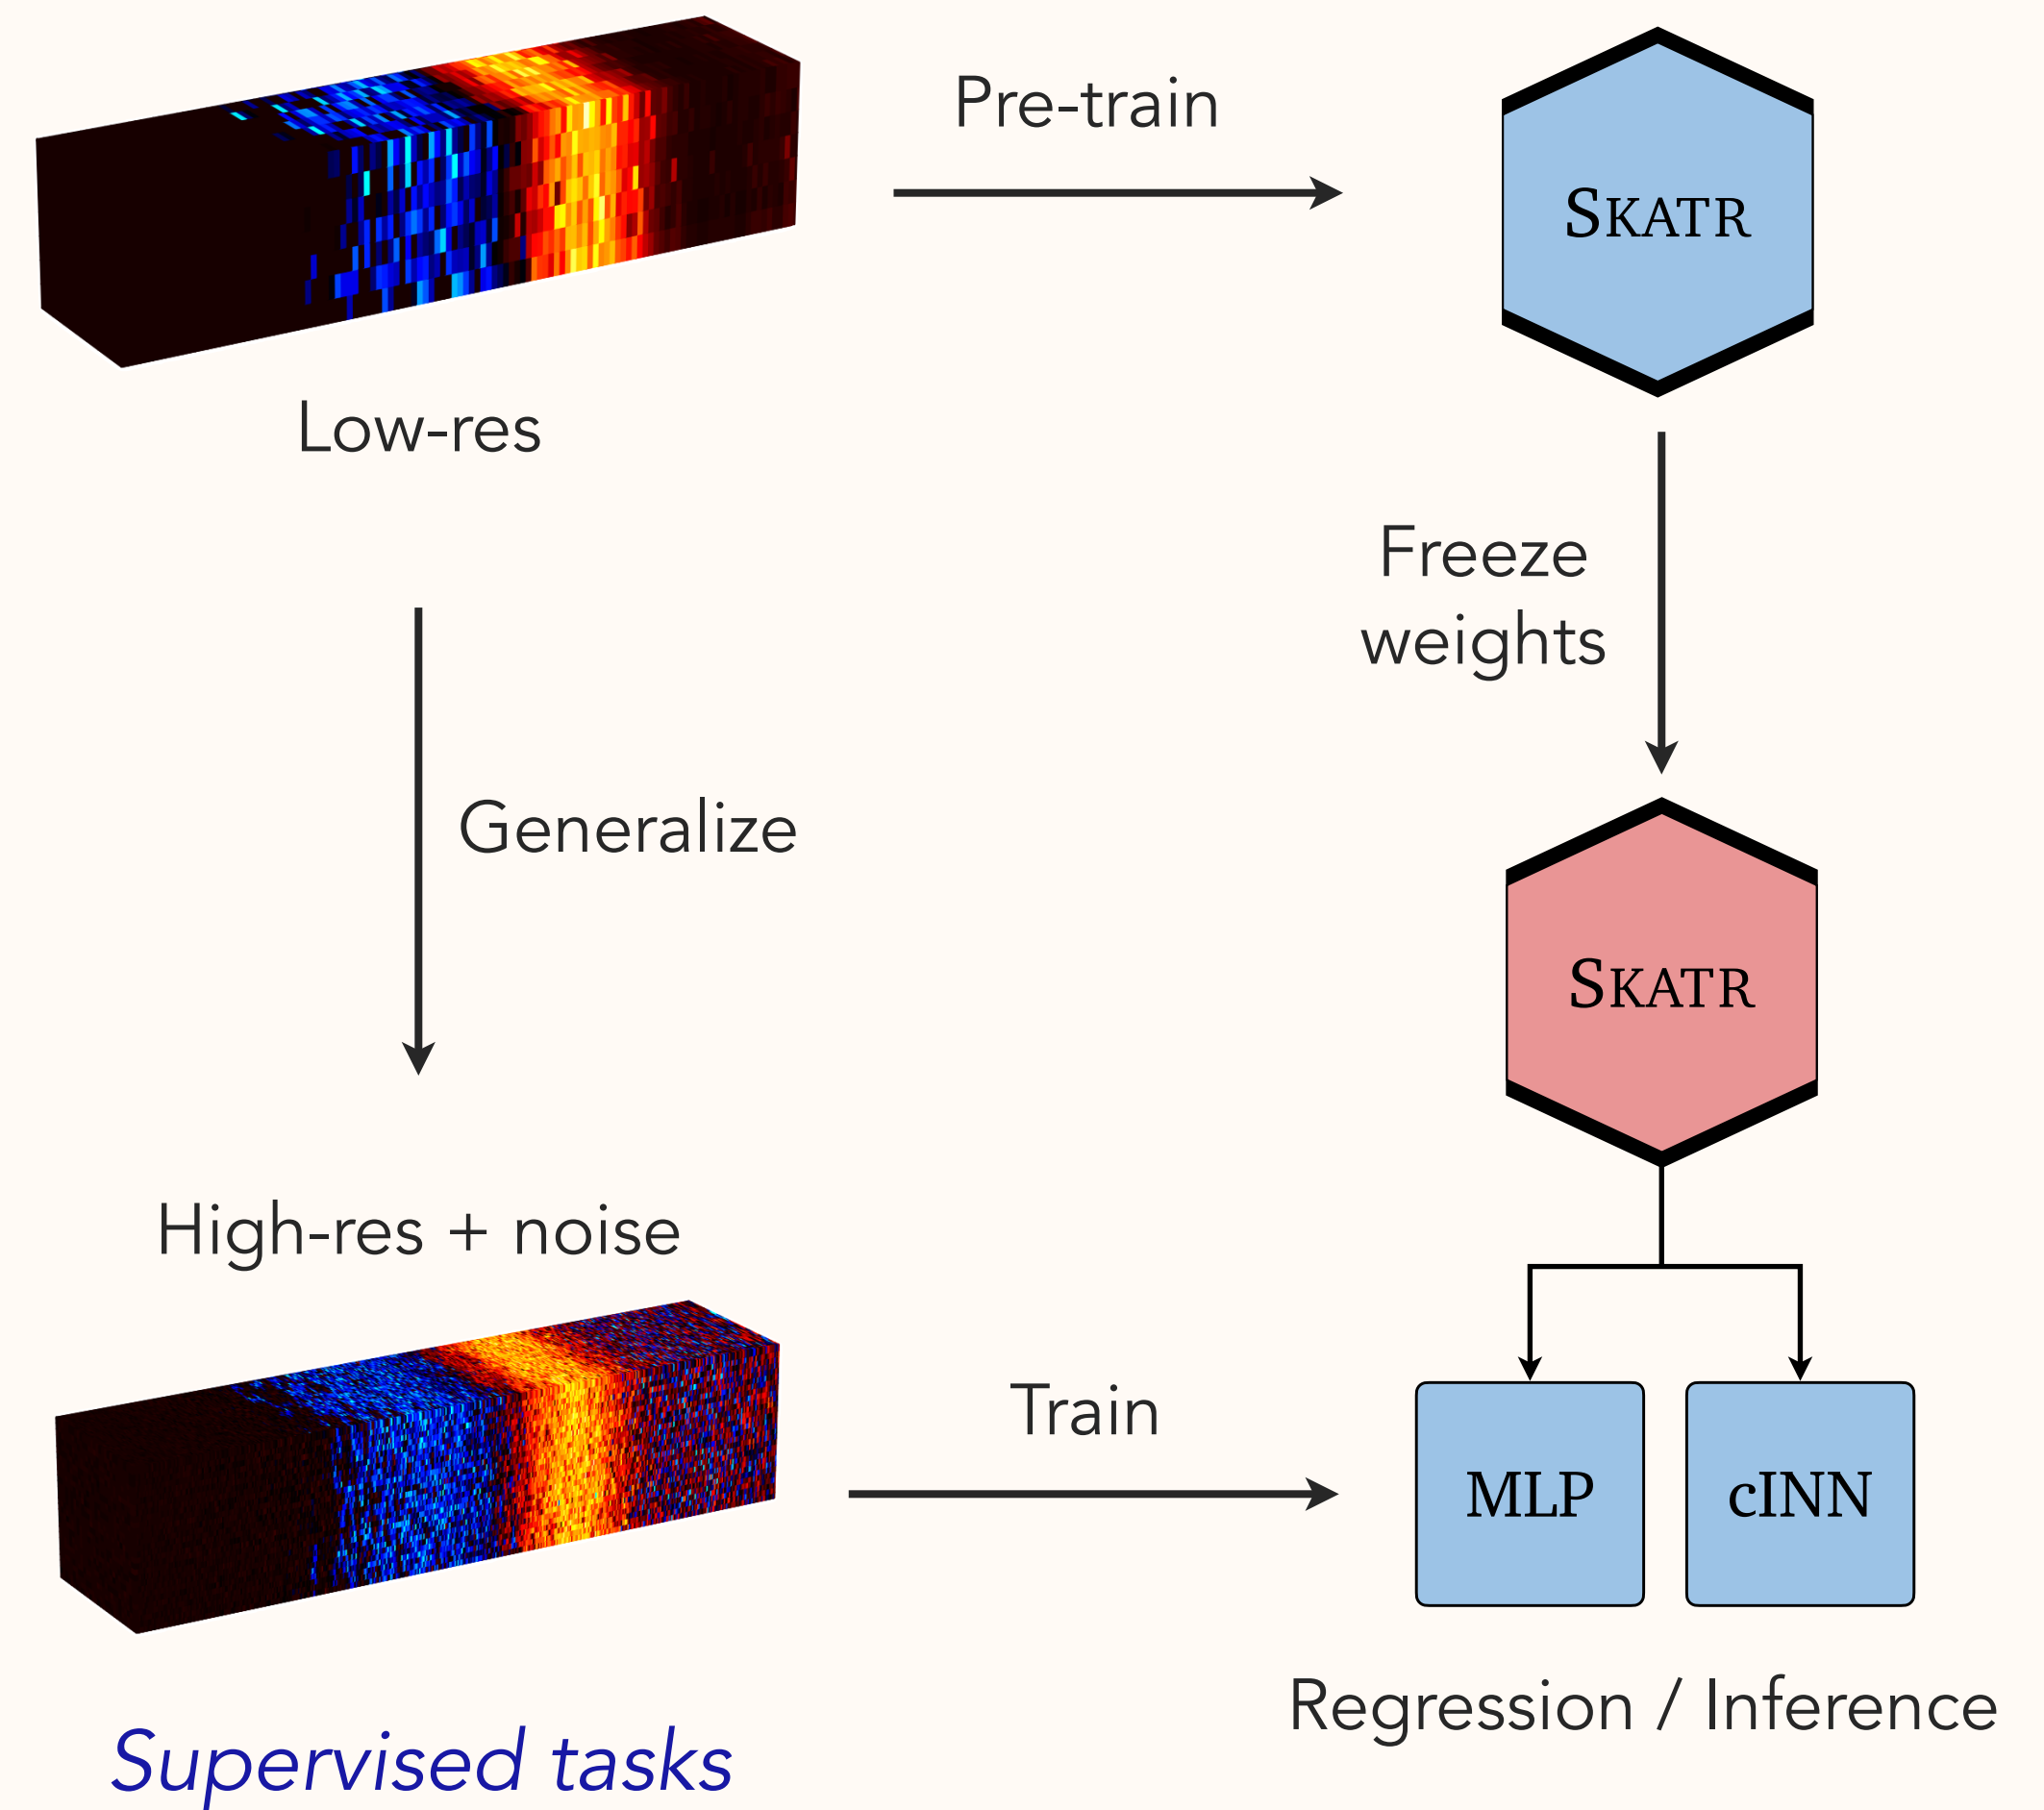 Pre-train
SKATR
Low-res
Freeze
weights
Generalize
SKATR
High-res + noise
Train
MLP
cINN
Regression / Inference
Supervised tasks